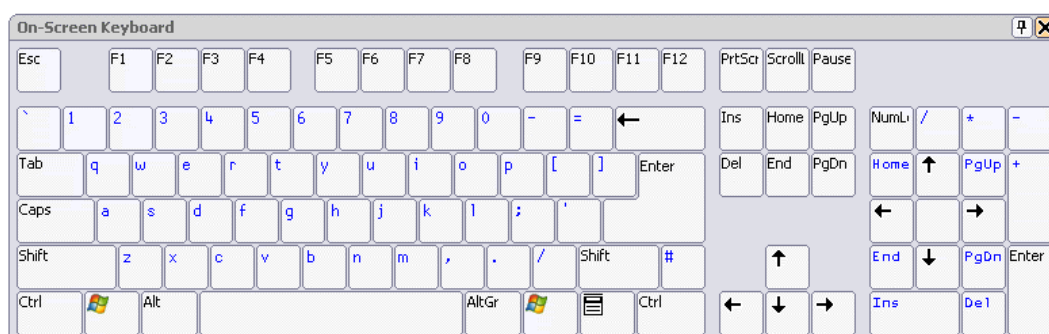 On-Screen Keyboard
Esc F1 F2 F3 F4 F5 F6 F7 F8 F9 F10 F11 F12 PrtScr Scroll Pause
` 1 2 3 4 5 6 7 8 9 0 - = Ins Home PgUp NumL / * -
Tab q w e r t y u i o p [ ] Enter Del End PgDn Home PgUp +
Caps a s d f g h j k l ; '
Shift z x c v b n m , . / Shift # End PgDn Enter
Ctrl Alt AltGr Ctrl Ins Del